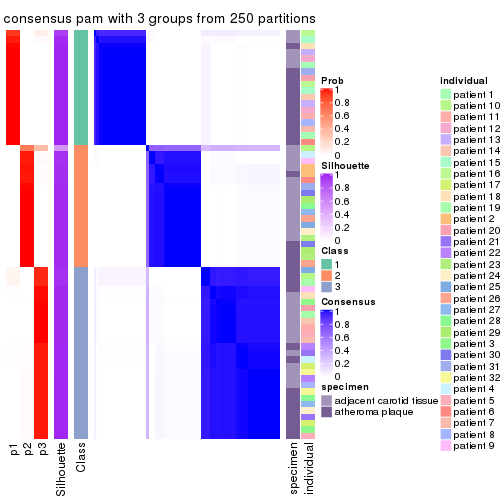 consensus pam with 3 groups from 250 partitions
Prob
1
0.8
0.6
0.4
0.2
0
Silhouette
1
0.8
0.6
0.4
0.2
0
Class
1
2
3
Consensus
1
0.8
0.6
0.4
0.2
0
specimen
adjacent carotid tissue
atheroma plaque
individual
patient 1
patient 10
patient 11
patient 12
patient 13
patient 14
patient 15
patient 16
patient 17
patient 18
patient 19
patient 2
patient 20
patient 21
patient 22
patient 23
patient 24
patient 25
patient 26
patient 27
patient 28
patient 29
patient 3
patient 30
patient 31
patient 32
patient 4
patient 5
patient 6
patient 7
patient 8
patient 9
p1
p2
p3
Silhouette
Class
specimen
individual